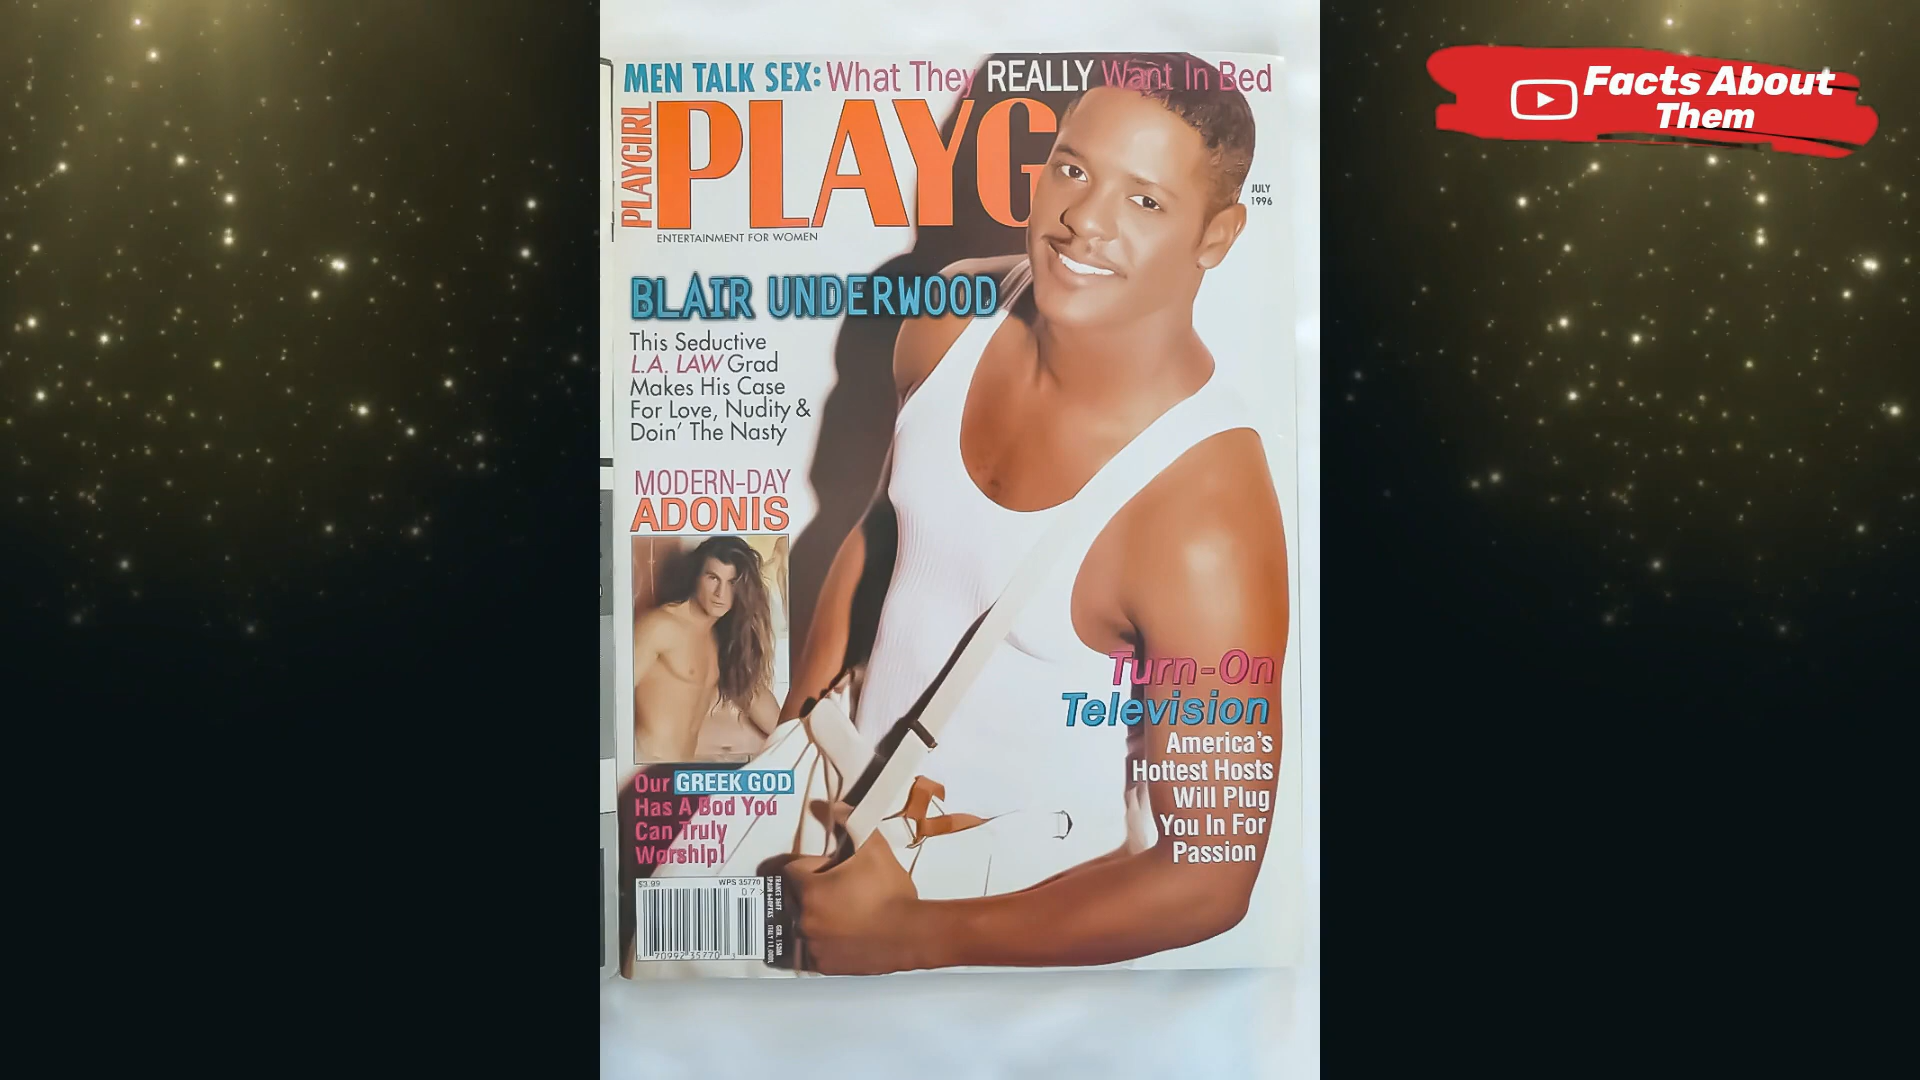 MEN TALK SEX: What They REALLY Want In Bed
PLAYGIRL
PLAYG
ENTERTAINMENT FOR WOMEN
JULY
1996
BLAIR UNDERWOOD
This Seductive
L.A. LAW Grad
Makes His Case
For Love, Nudity &
Doin' The Nasty
MODERN-DAY
ADONIS
Our GREEK GOD
Has A Bod You
Can Truly
Worship!
Turn-On
Television
America's
Hottest Hosts
Will Plug
You In For
Passion
$3.99
WPS 35770
07
70992 35770
Facts About
Them